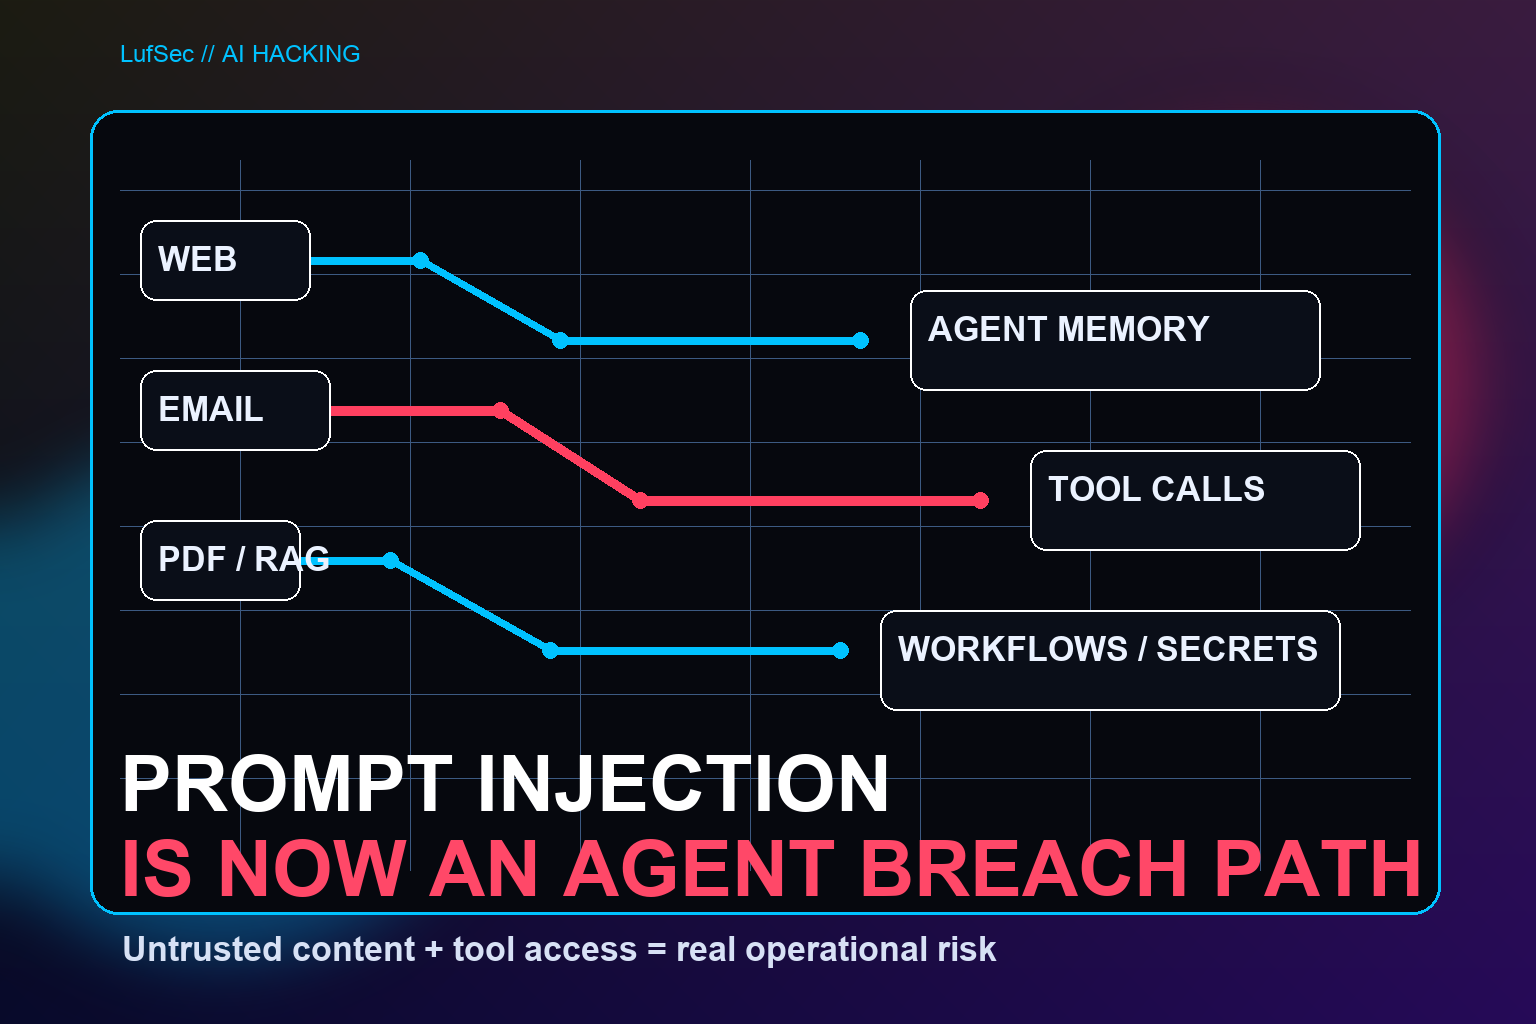 LufSec // AI HACKING
WEB
AGENT MEMORY
EMAIL
TOOL CALLS
PDF / RAG
WORKFLOWS / SECRETS
PROMPT INJECTION
IS NOW AN AGENT BREACH PATH
Untrusted content + tool access = real operational risk